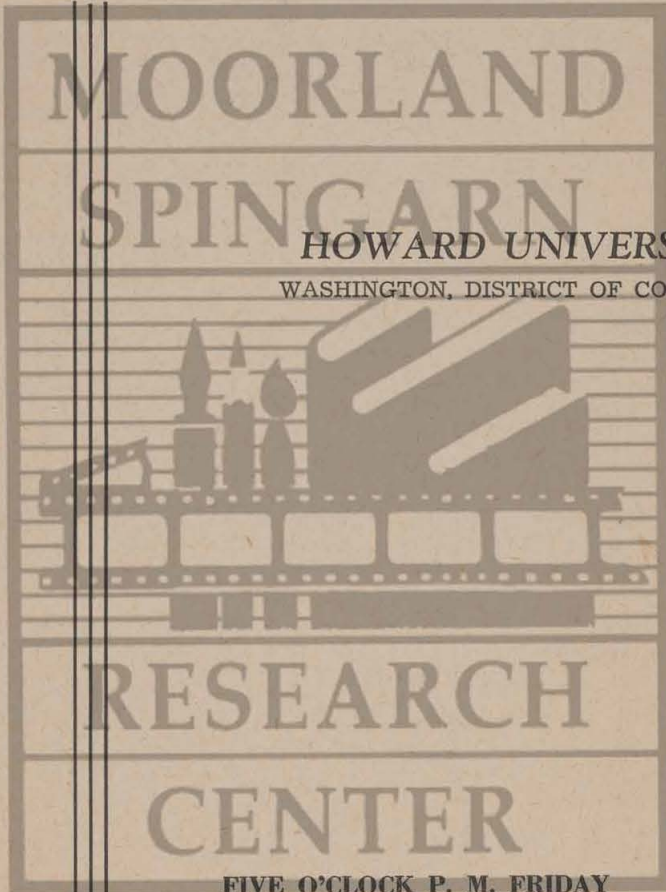 MOORLAND
SPINGARN
HOWARD UNIVERS
WASHINGTON, DISTRICT OF CO
RESEARCH
CENTER
FIVE O'CLOCK P. M. FRIDAY